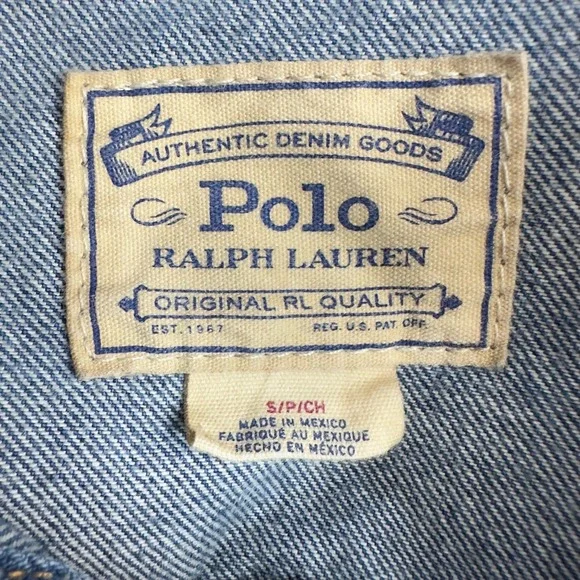 AUTHENTIC DENIM GOODS
Polo
RALPH LAUREN
ORIGINAL RL QUALITY
EST. 1967 REG. U.S. PAT. OFF.
S/P/CH
MADE IN MEXICO
FABRIQUÉ AU MEXIQUE
HECHO EN MÉXICO